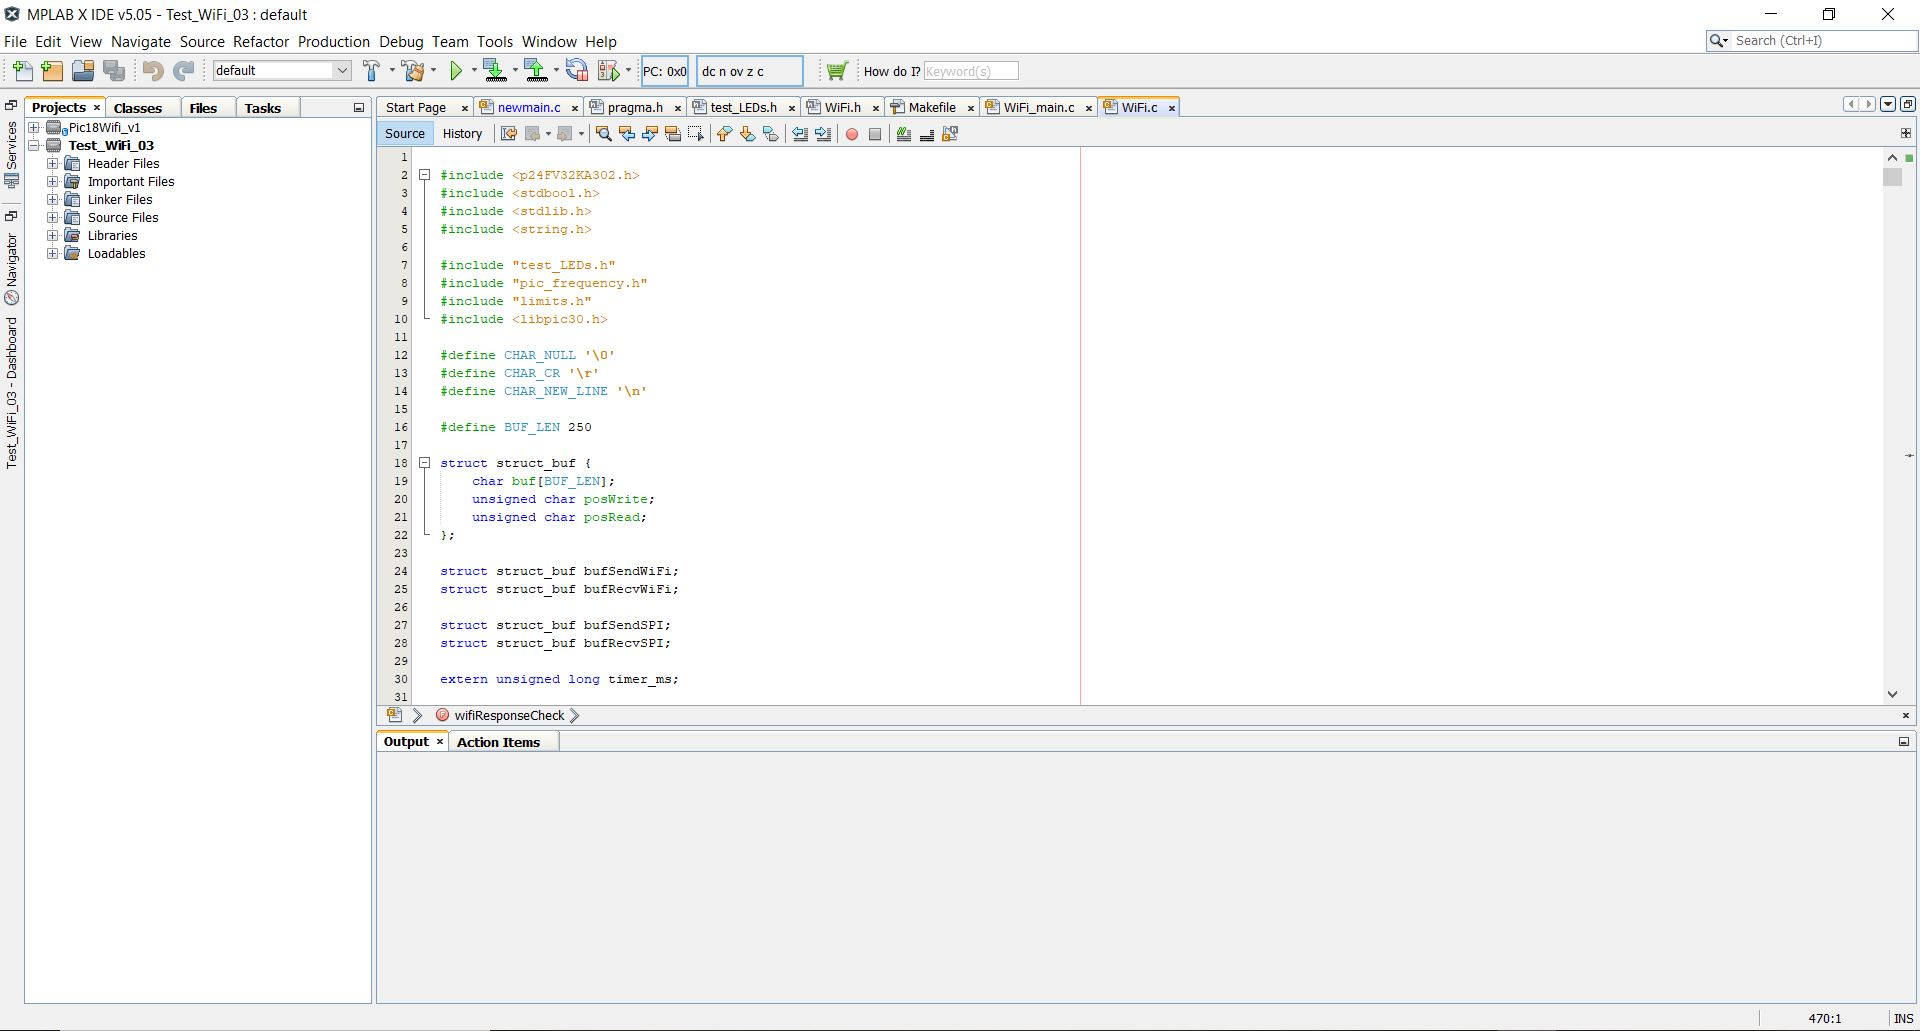 MPLAB X IDE v5.05 - Test_WiFi_03 : default
File Edit View Navigate Source Refactor Production Debug Team Tools Window Help
Search (Ctrl+I)
default
PC: 0x0
dc n ov z c
How do I?
Keyword(s)
Services
Navigator
Test_WiFi_03 - Dashboard
Projects Classes Files Tasks
Pic18Wifi_v1
Test_WiFi_03
Header Files
Important Files
Linker Files
Source Files
Libraries
Loadables
Start Page newmain.c pragma.h test_LEDs.h WiFi.h Makefile WiFi_main.c WiFi.c
Source History
1
2 #include <p24FV32KA302.h>
3 #include <stdbool.h>
4 #include <stdlib.h>
5 #include <string.h>
6
7 #include "test_LEDs.h"
8 #include "pic_frequency.h"
9 #include "limits.h"
10 #include <libpic30.h>
11
12 #define CHAR_NULL '\0'
13 #define CHAR_CR '\r'
14 #define CHAR_NEW_LINE '\n'
15
16 #define BUF_LEN 250
17
18 struct struct_buf {
19 char buf[BUF_LEN];
20 unsigned char posWrite;
21 unsigned char posRead;
22 };
23
24 struct struct_buf bufSendWiFi;
25 struct struct_buf bufRecvWiFi;
26
27 struct struct_buf bufSendSPI;
28 struct struct_buf bufRecvSPI;
29
30 extern unsigned long timer_ms;
31
wifiResponseCheck
Output Action Items
470:1 INS